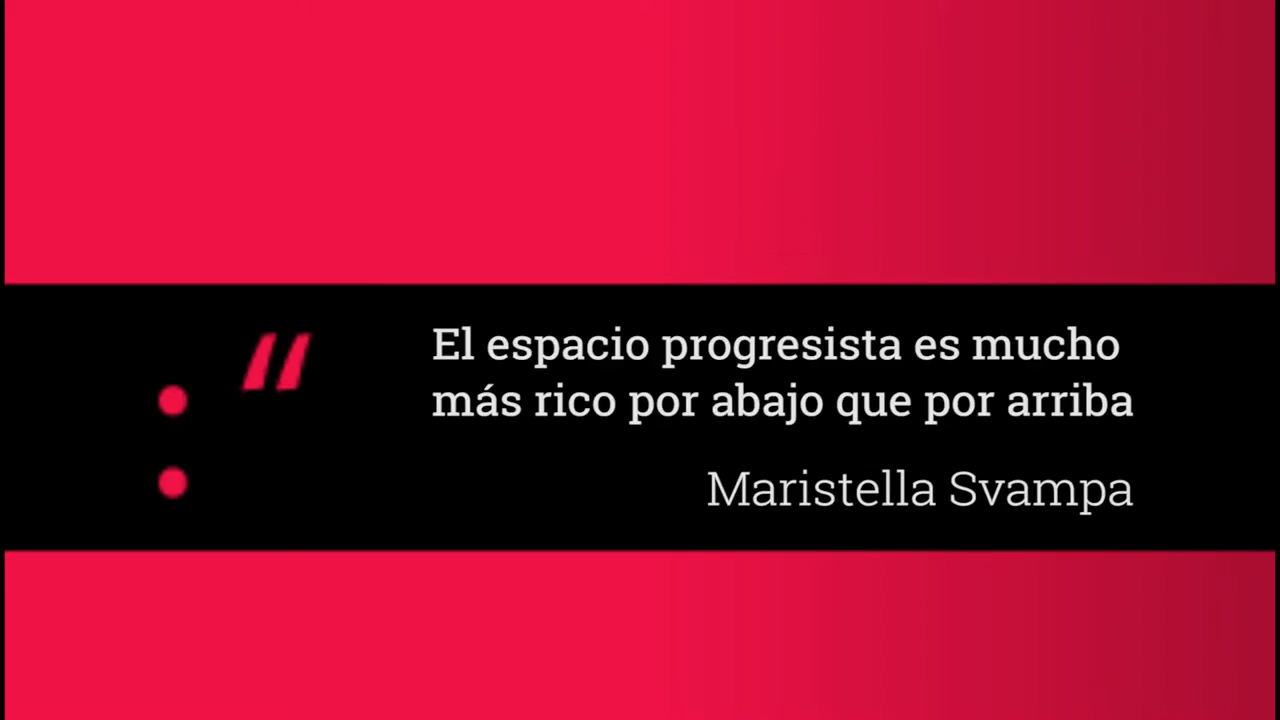 :“
El espacio progresista es mucho
más rico por abajo que por arriba
Maristella Svampa